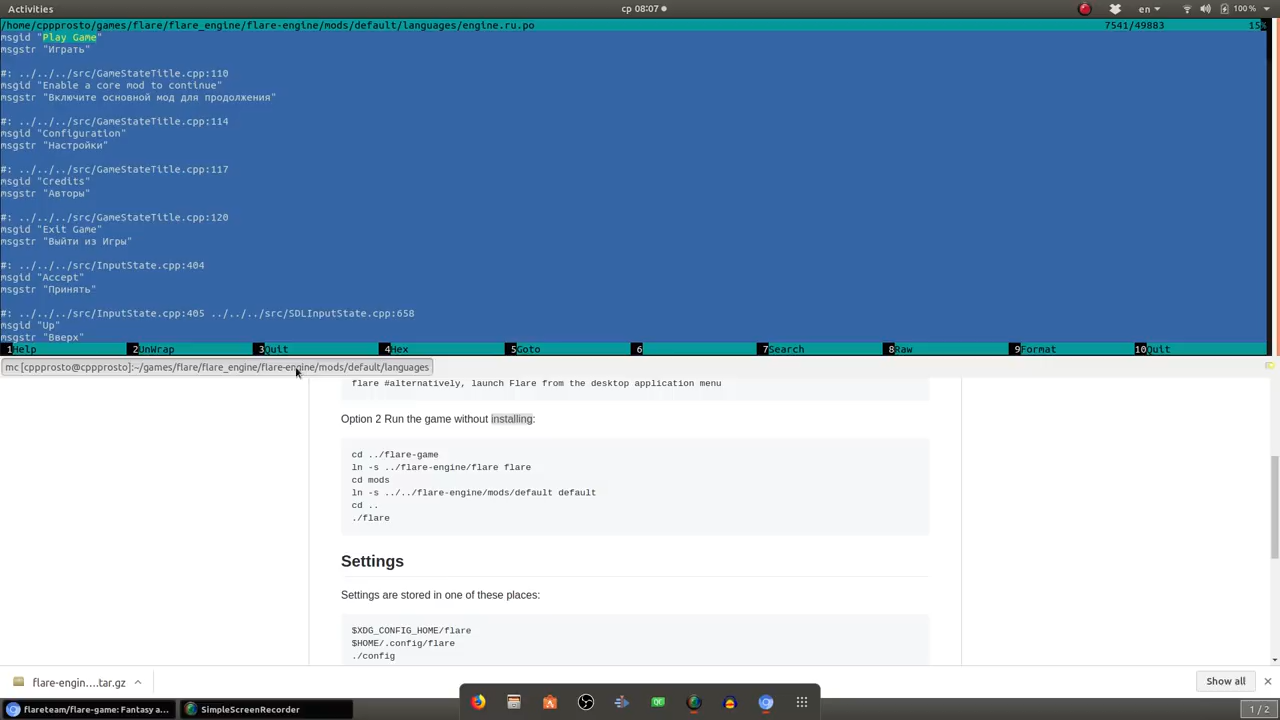 Activities
ср 08:07
en
100 %
/home/cppprosto/games/flare/flare_engine/flare-engine/mods/default/languages/engine.ru.po 7541/49883 15%
msgid "Play Game"
msgstr "Играть"
#: ../../../src/GameStateTitle.cpp:110
msgid "Enable a core mod to continue"
msgstr "Включите основной мод для продолжения"
#: ../../../src/GameStateTitle.cpp:114
msgid "Configuration"
msgstr "Настройки"
#: ../../../src/GameStateTitle.cpp:117
msgid "Credits"
msgstr "Авторы"
#: ../../../src/GameStateTitle.cpp:120
msgid "Exit Game"
msgstr "Выйти из Игры"
#: ../../../src/InputState.cpp:404
msgid "Accept"
msgstr "Принять"
#: ../../../src/InputState.cpp:405 ../../../src/SDLInputState.cpp:658
msgid "Up"
msgstr "Вверх"
1Help 2UnWrap 3Quit 4Hex 5Goto 6 7Search 8Raw 9Format 10Quit
mc [cppprosto@cppprosto]:~/games/flare/flare_engine/flare-engine/mods/default/languages
flare #alternatively, launch Flare from the desktop application menu
Option 2 Run the game without installing:
cd ../flare-game
ln -s ../flare-engine/flare flare
cd mods
ln -s ../../flare-engine/mods/default default
cd ..
./flare
Settings
Settings are stored in one of these places:
$XDG_CONFIG_HOME/flare
$HOME/.config/flare
./config
flare-engin....tar.gz
Show all
flareteam/flare-game: Fantasy a...
SimpleScreenRecorder
1 / 2